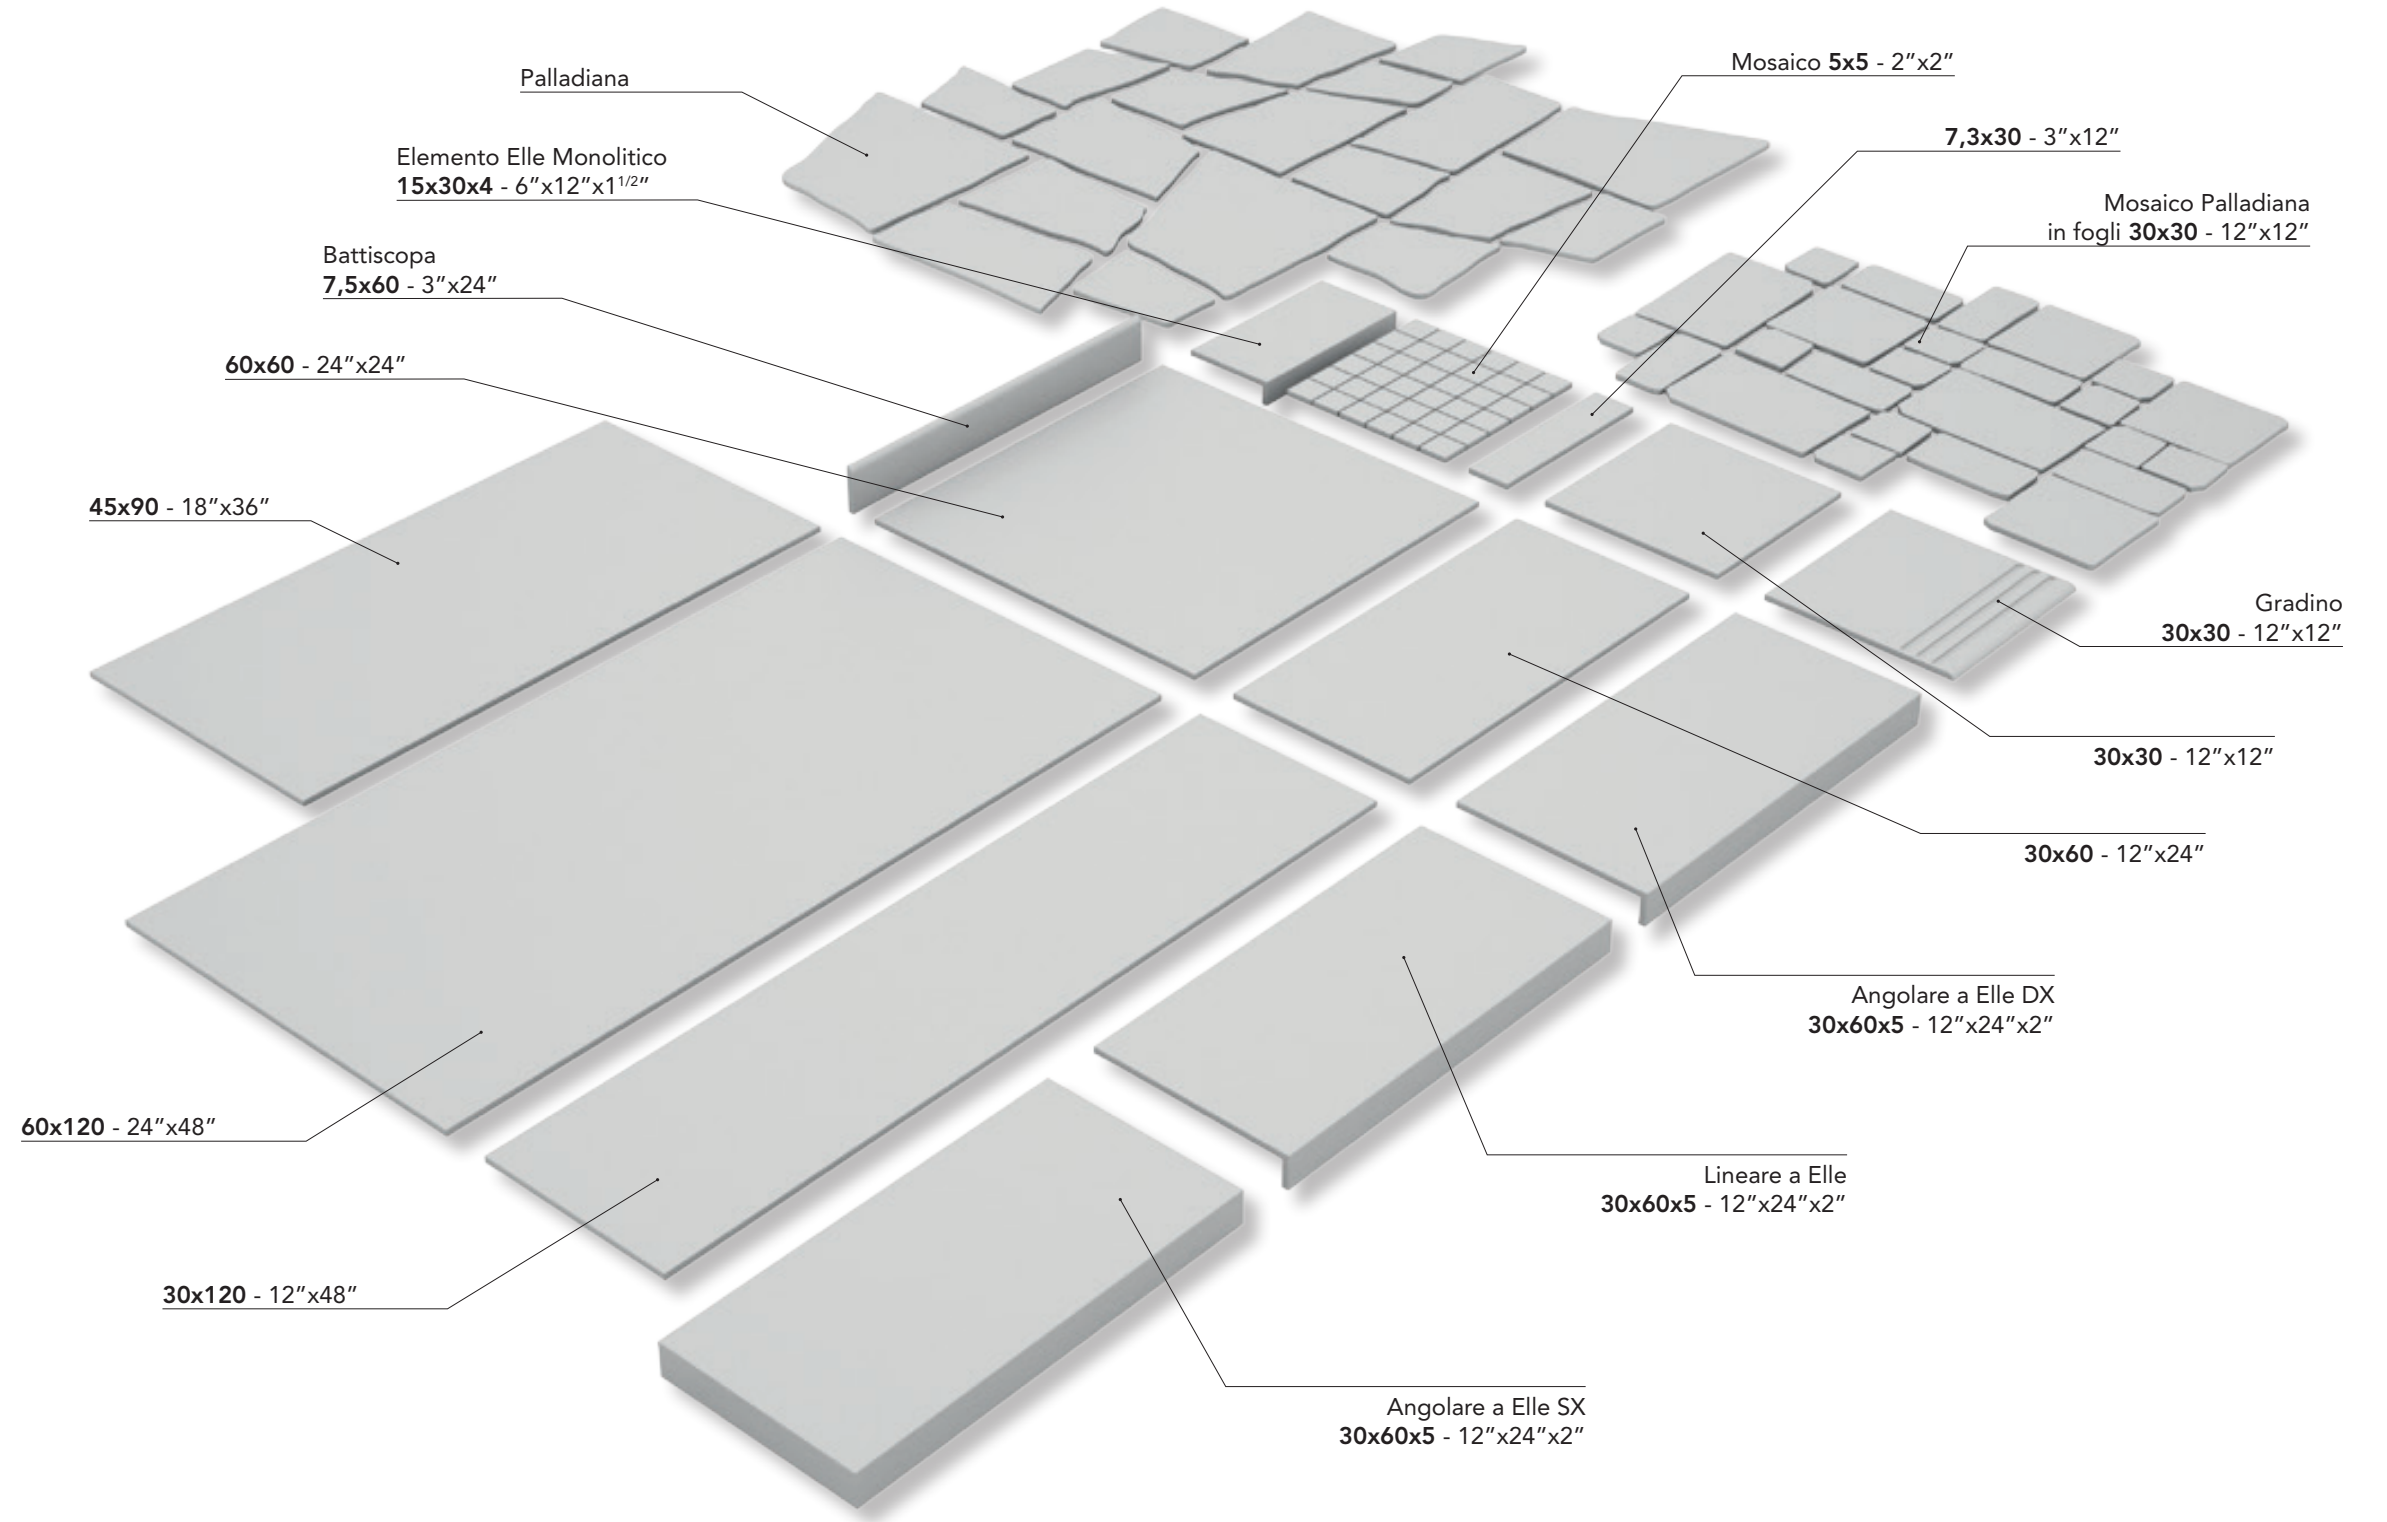 Palladiana
Elemento Elle Monolitico
15x30x4 - 6”x12”x1 1/2”
Battiscopa
7,5x60 - 3”x24”
60x60 - 24”x24”
45x90 - 18”x36”
60x120 - 24”x48”
30x120 - 12”x48”
Mosaico 5x5 - 2”x2”
7,3x30 - 3”x12”
Mosaico Palladiana
in fogli 30x30 - 12”x12”
Gradino
30x30 - 12”x12”
30x30 - 12”x12”
30x60 - 12”x24”
Angolare a Elle DX
30x60x5 - 12”x24”x2”
Lineare a Elle
30x60x5 - 12”x24”x2”
Angolare a Elle SX
30x60x5 - 12”x24”x2”